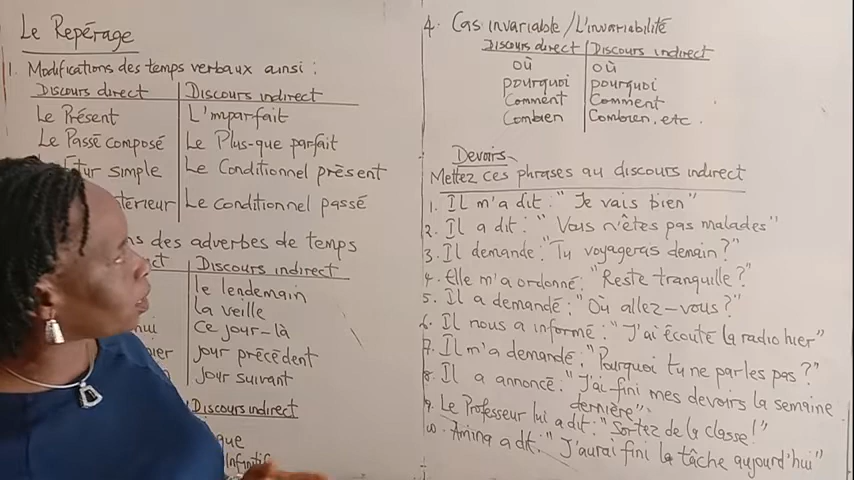 Le Repérage
1. Modifications des temps verbaux ainsi :
Discours direct | Discours indirect
Le Présent | L'imparfait
Le Passé composé | Le Plus-que parfait
Futur simple | Le Conditionnel présent
térieur | Le conditionnel passé
ns des adverbes de temps
ct | Discours indirect
le lendemain
la veille
hui | Ce jour-là
ier | jour précédent
jour suivant
Discours indirect
que
Infinitif
4. Cas invariable/L'invariabilité
Discours direct | Discours indirect
où | où
pourquoi | pourquoi
Comment | Comment
Combien | Combien, etc.
Devoirs
Mettez ces phrases au discours indirect
1. Il m'a dit : "Je vais bien"
2. Il a dit : "Vous n'êtes pas malades"
3. Il demande : "Tu voyageras demain ?"
4. Elle m'a ordonné : "Reste tranquille ?"
5. Il a demandé : "Où allez-vous ?"
6. Il nous a informé : "J'ai écouté la radio hier"
7. Il m'a demandé : "Pourquoi tu ne parles pas ?"
8. Il a annoncé : "J'ai fini mes devoirs la semaine
dernière".
9. Le Professeur lui a dit : "Sortez de la classe !"
10. Amina a dit : "J'aurai fini la tâche aujourd'hui"